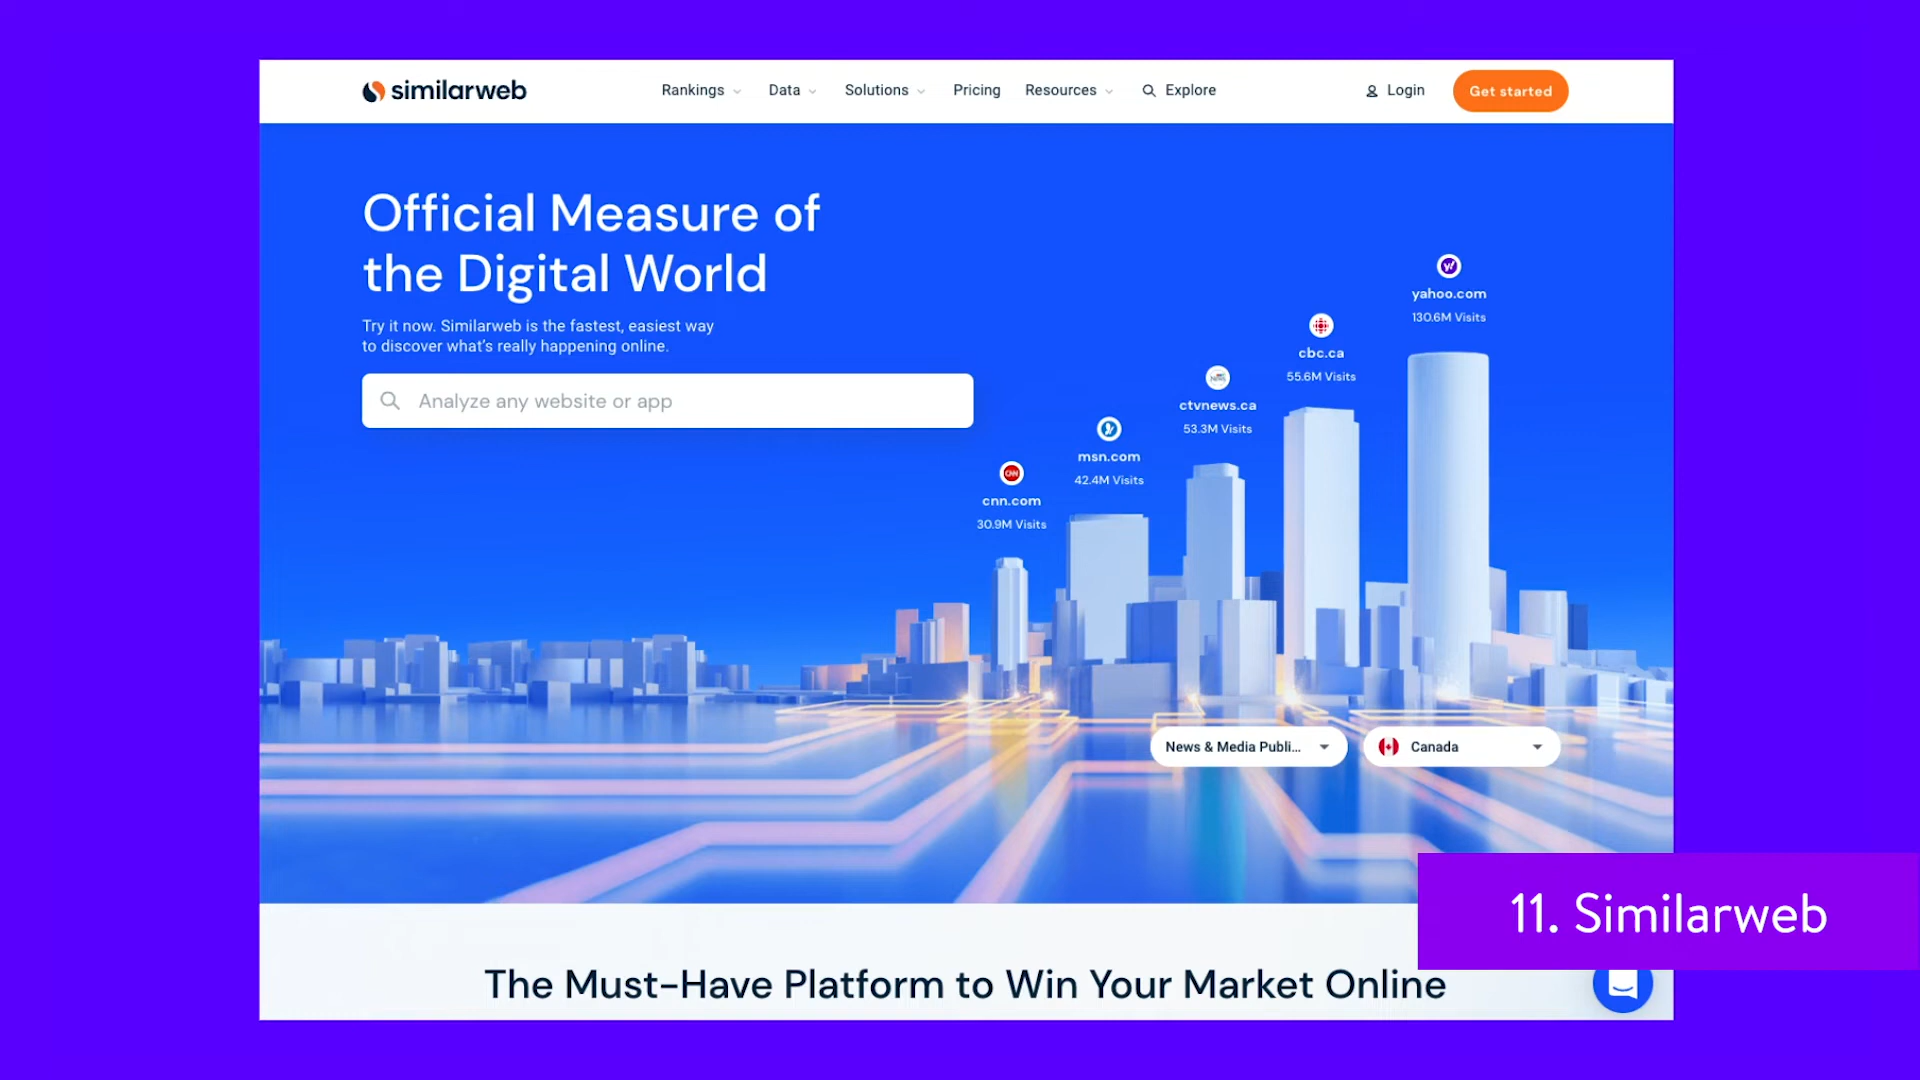 similarweb
Rankings
Data
Solutions
Pricing
Resources
Explore
Login
Get started
Official Measure of
the Digital World
Try it now. Similarweb is the fastest, easiest way
to discover what's really happening online.
Analyze any website or app
cnn.com
30.9M Visits
msn.com
42.4M Visits
ctvnews.ca
53.3M Visits
cbc.ca
55.6M Visits
yahoo.com
130.6M Visits
News & Media Publi...
Canada
11. Similarweb
The Must-Have Platform to Win Your Market Online